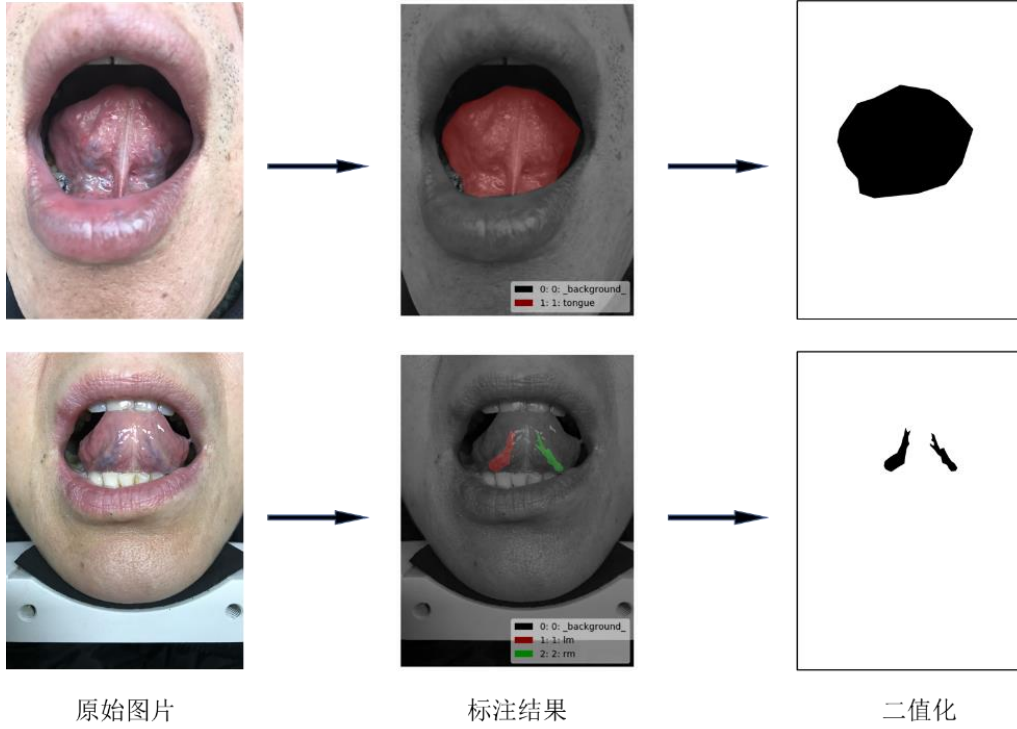 0: 0: _background_
1: 1: tongue
0: 0: _background_
1: 1: lm
2: 2: rm
原始图片
标注结果
二值化